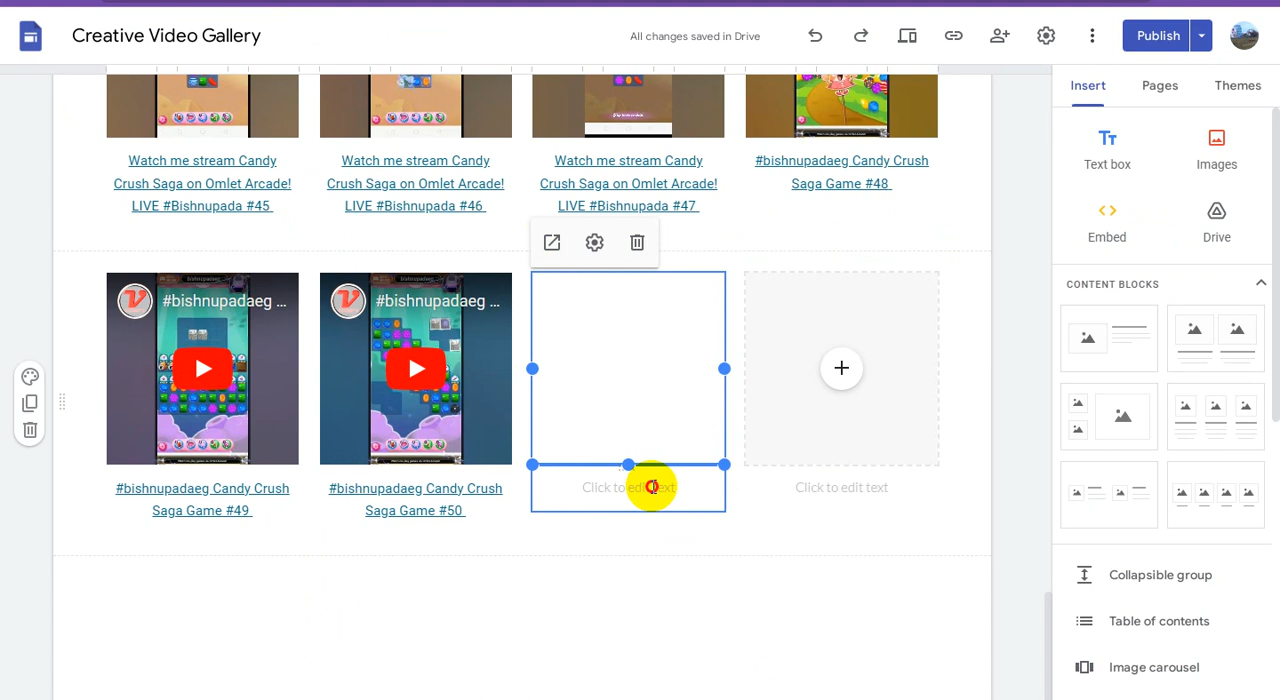 Creative Video Gallery
All changes saved in Drive
Publish
Insert
Pages
Themes
Text box
Images
Embed
Drive
CONTENT BLOCKS
Collapsible group
Table of contents
Image carousel
Watch me stream Candy
Crush Saga on Omlet Arcade!
LIVE #Bishnupada #45
Watch me stream Candy
Crush Saga on Omlet Arcade!
LIVE #Bishnupada #46
Watch me stream Candy
Crush Saga on Omlet Arcade!
LIVE #Bishnupada #47
#bishnupadaeg Candy Crush
Saga Game #48
#bishnupadaeg ...
#bishnupadaeg ...
#bishnupadaeg Candy Crush
Saga Game #49
#bishnupadaeg Candy Crush
Saga Game #50
Click to edit text
Click to edit text